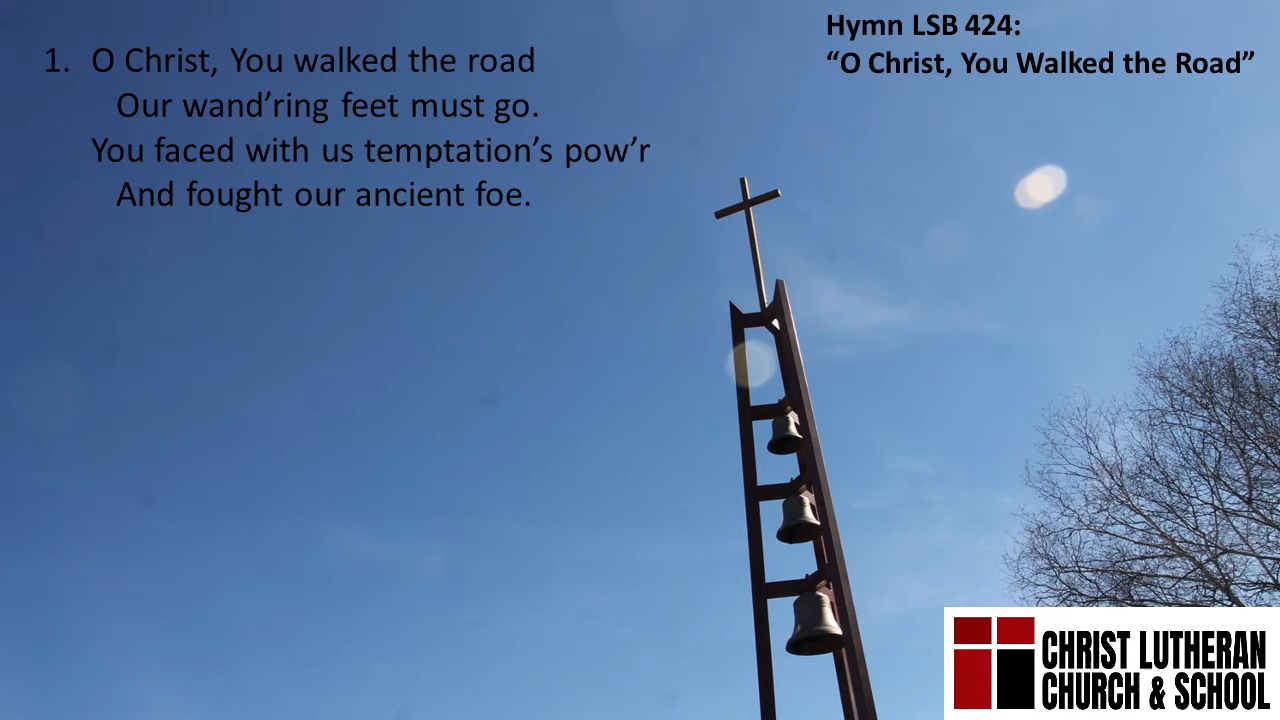 Hymn LSB 424:
“O Christ, You Walked the Road”
1. O Christ, You walked the road
Our wand’ring feet must go.
You faced with us temptation’s pow’r
And fought our ancient foe.
CHRIST LUTHERAN
CHURCH & SCHOOL